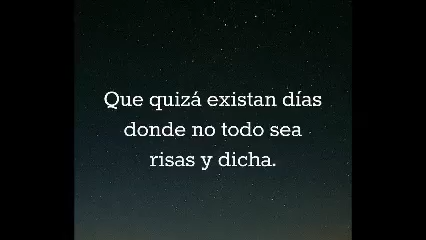 Que quizá existan días
donde no todo sea
risas y dicha.